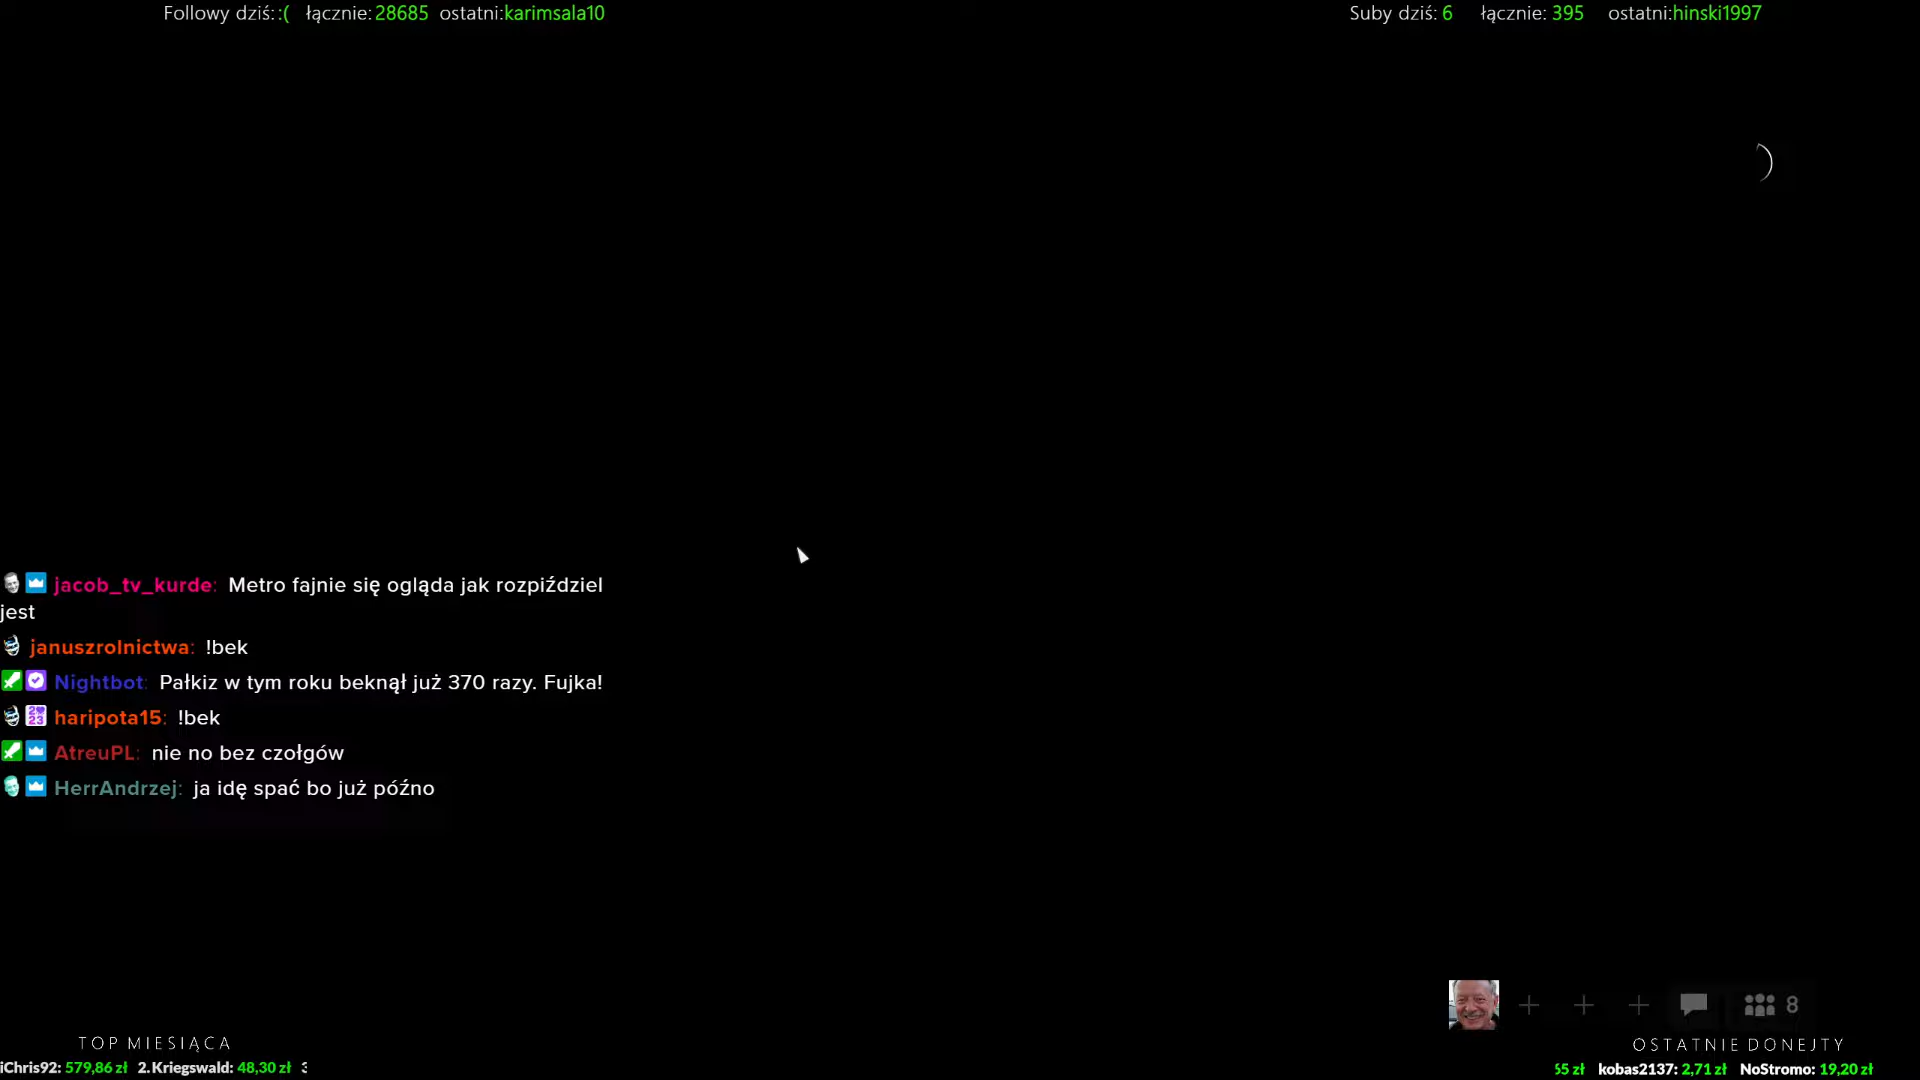 Followy dziś: :( łącznie: 28685 ostatni:karimsala10
Suby dziś: 6 łącznie: 395 ostatni:hinski1997
jacob_tv_kurde: Metro fajnie się ogląda jak rozpiździel
jest
januszrolnictwa: !bek
Nightbot: Pałkiz w tym roku beknął już 370 razy. Fujka!
haripota15: !bek
AtreuPL: nie no bez czołgów
HerrAndrzej: ja idę spać bo już późno
8
TOP MIESIĄCA
OSTATNIE DONEJTY
iChris92: 579,86 zł 2.Kriegswald: 48,30 zł
zł kobas2137: 2,71 zł NoStromo: 19,20 zł